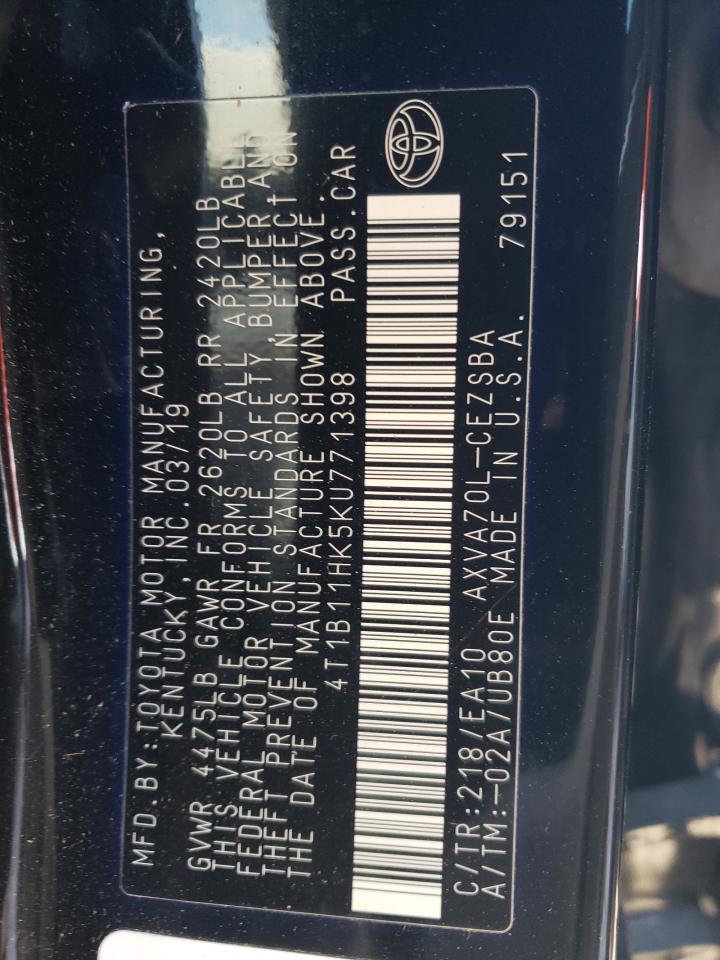 MFD.BY:TOYOTA MOTOR MANUFACTURING,
KENTUCKY,INC.03/19
GVWR 4475LB GAWR FR 2620LB RR 2420LB
THIS VEHICLE CONFORMS TO ALL APPLICABLE
FEDERAL MOTOR VEHICLE SAFETY,BUMPER,AND
THEFT PREVENTION STANDARDS IN EFFECT ON
THE DATE OF MANUFACTURE SHOWN ABOVE.
4T1B11HK5KU771398 PASS.CAR
C/TR:218/EA10 AXVA70L-CEZSBA
A/TM:-02A/UB80E MADE IN U.S.A. 79151